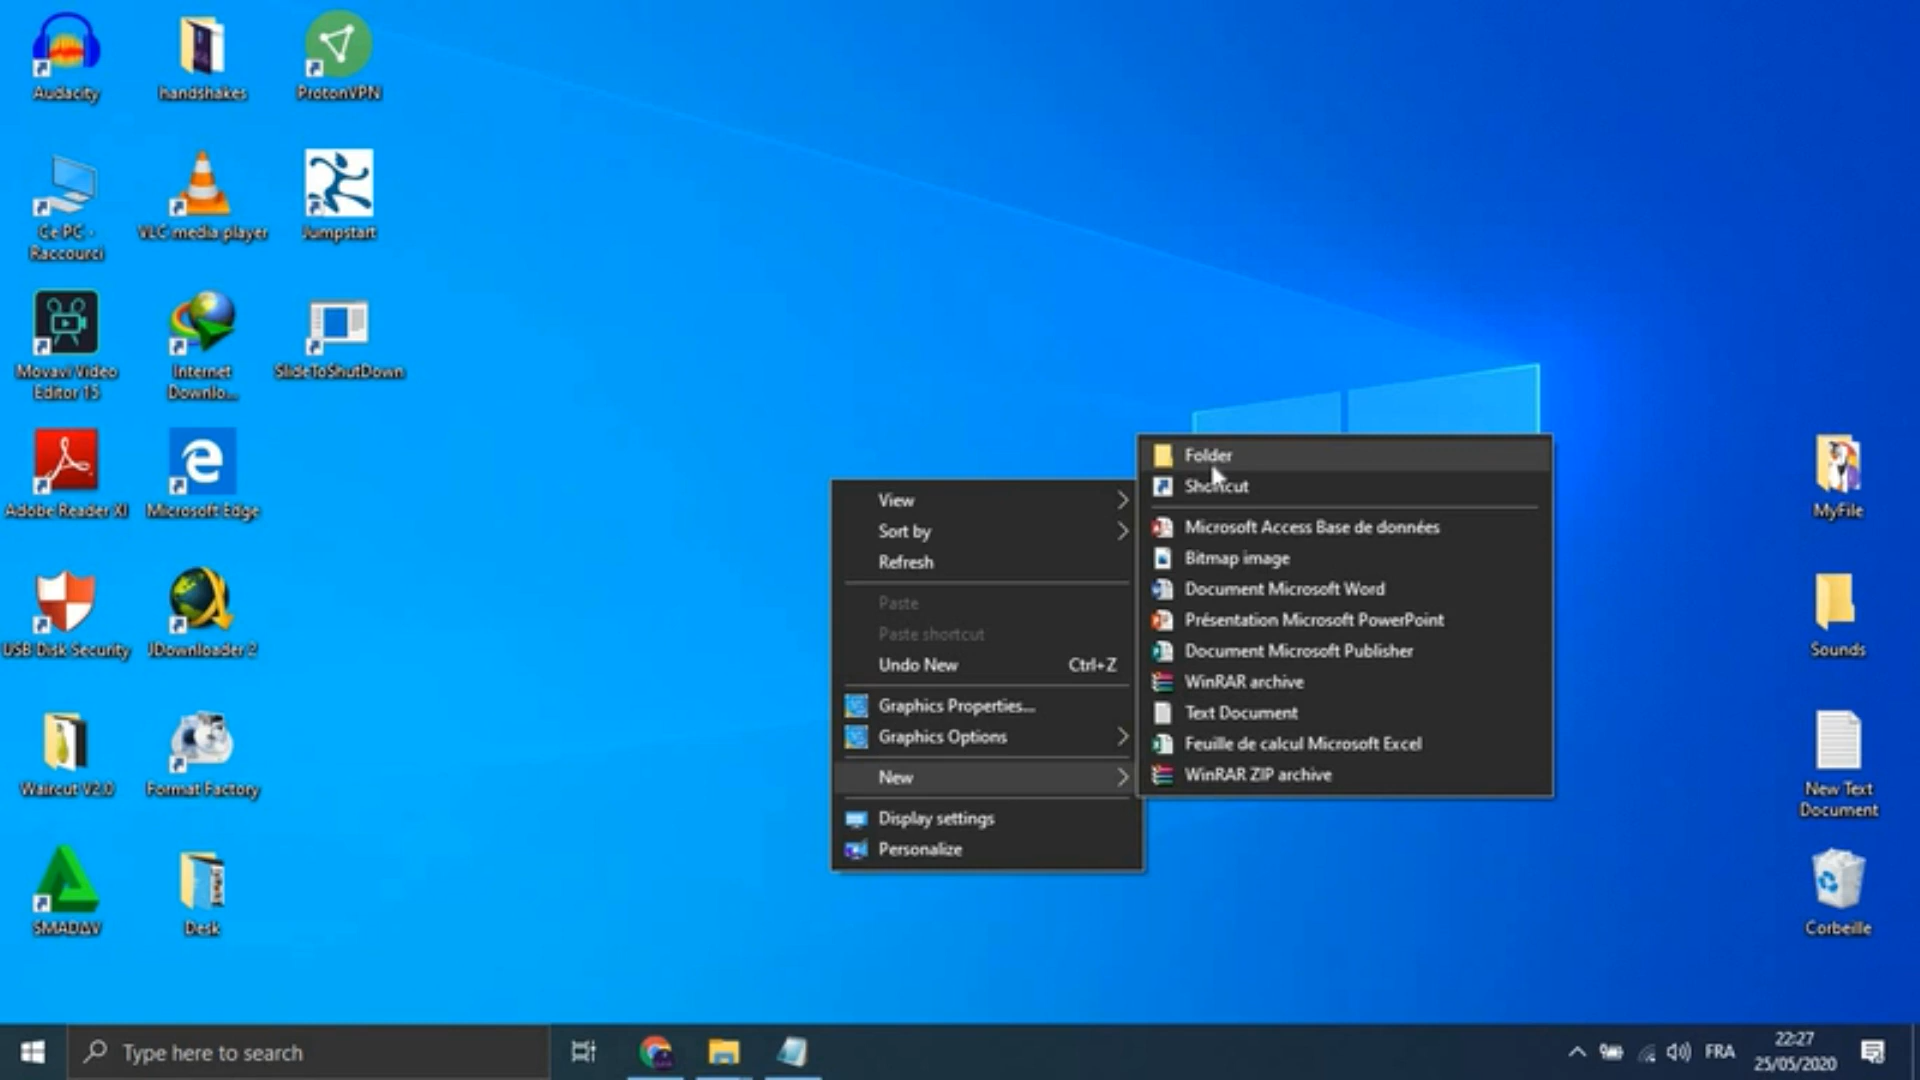 Audacity
handshakes
ProtonVPN
Ce PC -
Raccourci
VLC media player
Jumpstart
Movavi Video
Editor 15
Internet
Downlo...
SlideToShutDown
Adobe Reader XI
Microsoft Edge
USB Disk Security
JDownloader 2
Waircut V2.0
Format Factory
SMADAV
Desk
View
Sort by
Refresh
Paste
Paste shortcut
Undo New Ctrl+Z
Graphics Properties...
Graphics Options
New
Display settings
Personalize
Folder
Shortcut
Microsoft Access Base de données
Bitmap image
Document Microsoft Word
Présentation Microsoft PowerPoint
Document Microsoft Publisher
WinRAR archive
Text Document
Feuille de calcul Microsoft Excel
WinRAR ZIP archive
MyFile
Sounds
New Text
Document
Corbeille
Type here to search
FRA
22:27
25/05/2020